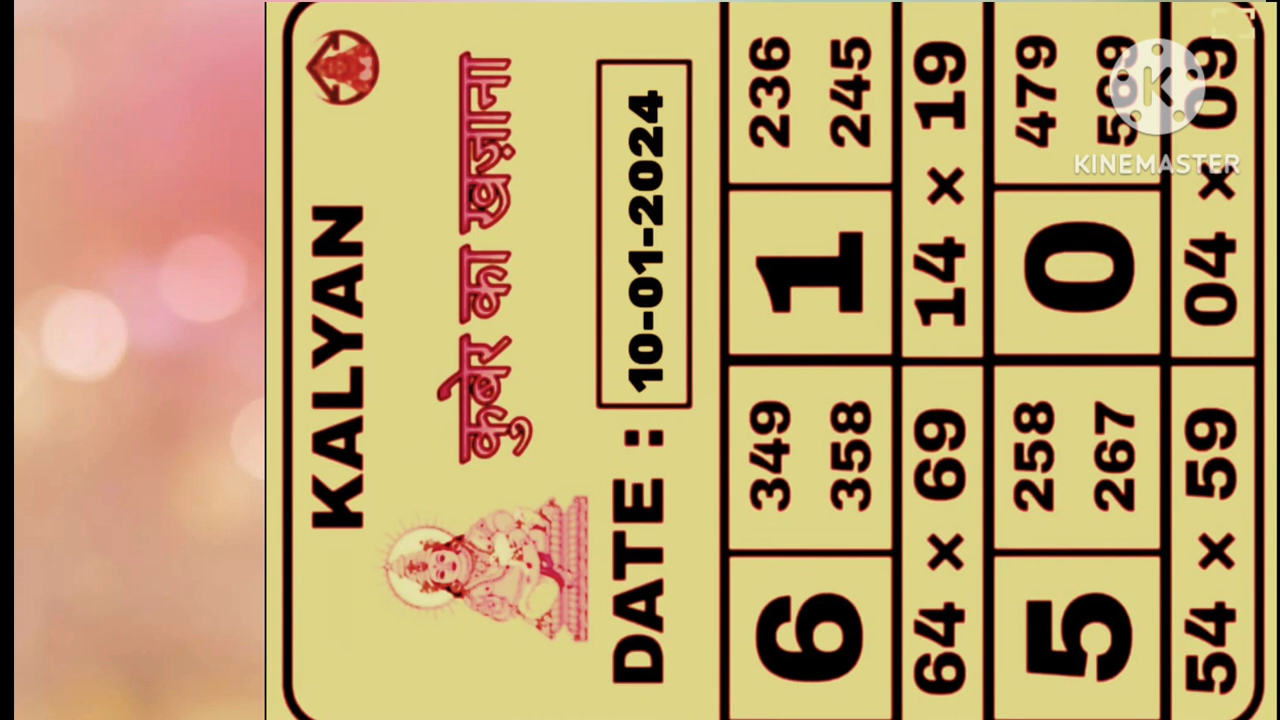 KALYAN
कुबेर का खज़ाना
DATE : 10-01-2024
6 349 1 236
358 245
64 × 69 14 × 19
5 258 0 479
267
54 × 59 04 × 09
KINEMASTER